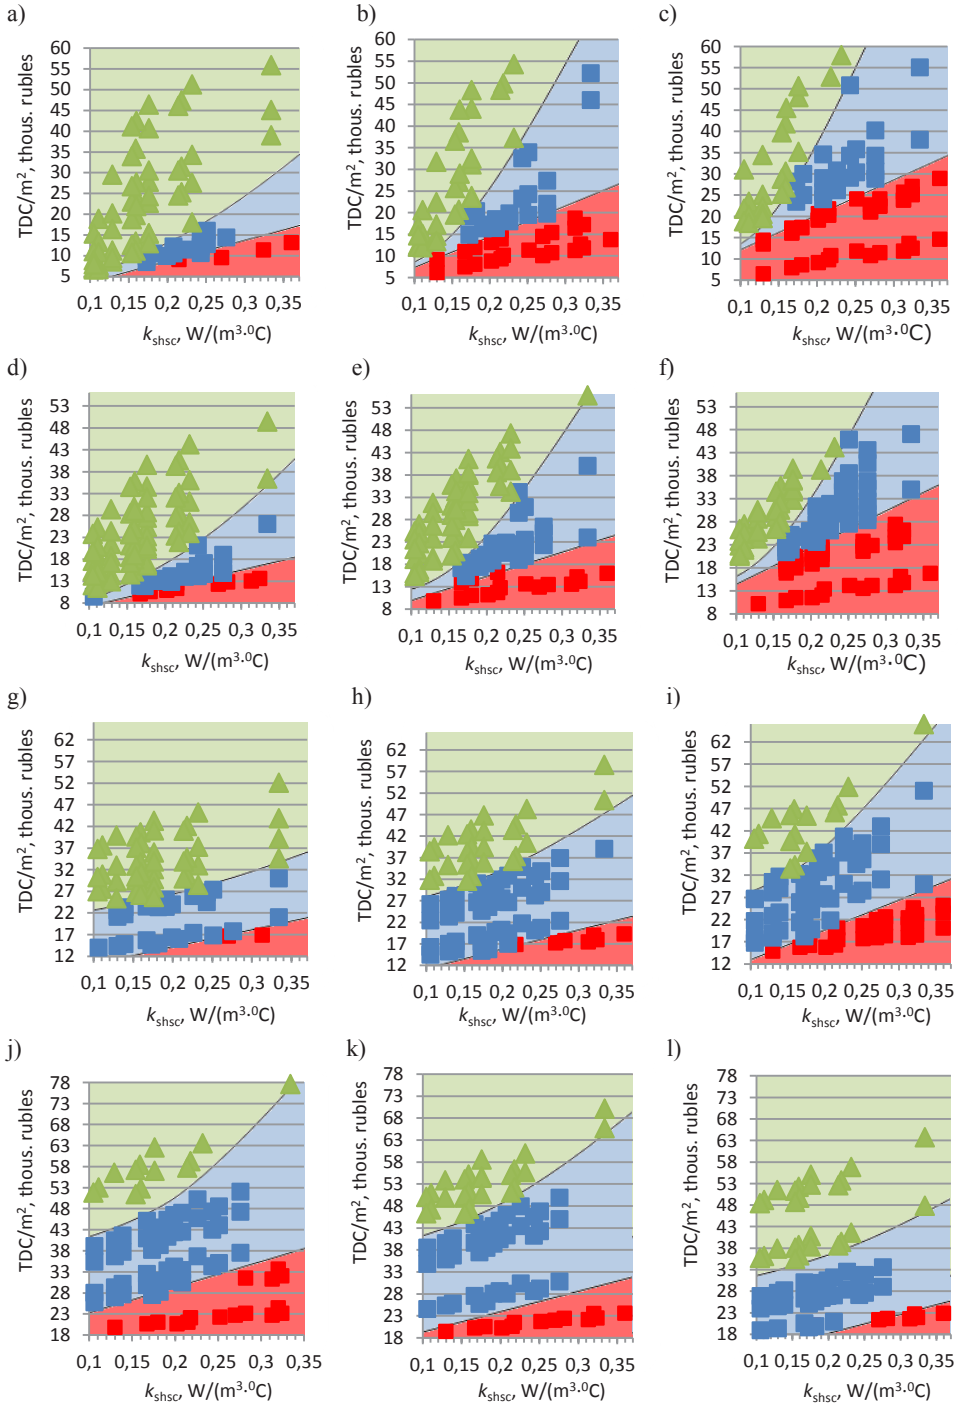 a)
TDC/m², thous. rubles
60
55
50
45
40
35
30
25
20
15
10
5
0,1 0,15 0,2 0,25 0,3 0,35
kshsc, W/(m³·⁰C)
b)
TDC/m², thous. rubles
60
55
50
45
40
35
30
25
20
15
10
5
0,1 0,15 0,2 0,25 0,3 0,35
kshsc, W/(m³·⁰C)
c)
TDC/m², thous. rubles
60
55
50
45
40
35
30
25
20
15
10
5
0,1 0,15 0,2 0,25 0,3 0,35
kshsc, W/(m³·⁰C)
d)
TDC/m², thous. rubles
53
48
43
38
33
28
23
18
13
8
0,1 0,15 0,2 0,25 0,3 0,35
kshsc, W/(m³·⁰C)
e)
TDC/m², thous. rubles
53
48
43
38
33
28
23
18
13
8
0,1 0,15 0,2 0,25 0,3 0,35
kshsc, W/(m³·⁰C)
f)
TDC/m², thous. rubles
53
48
43
38
33
28
23
18
13
8
0,1 0,15 0,2 0,25 0,3 0,35
kshsc, W/(m³·⁰C)
g)
TDC/m², thous. rubles
62
57
52
47
42
37
32
27
22
17
12
0,1 0,15 0,2 0,25 0,3 0,35
kshsc, W/(m³·⁰C)
h)
TDC/m², thous. rubles
62
57
52
47
42
37
32
27
22
17
12
0,1 0,15 0,2 0,25 0,3 0,35
kshsc, W/(m³·⁰C)
i)
TDC/m², thous. rubles
62
57
52
47
42
37
32
27
22
17
12
0,1 0,15 0,2 0,25 0,3 0,35
kshsc, W/(m³·⁰C)
j)
TDC/m², thous. rubles
78
73
68
63
58
53
48
43
38
33
28
23
18
0,1 0,15 0,2 0,25 0,3 0,35
kshsc, W/(m³·⁰C)
k)
TDC/m², thous. rubles
78
73
68
63
58
53
48
43
38
33
28
23
18
0,1 0,15 0,2 0,25 0,3 0,35
kshsc, W/(m³·⁰C)
l)
TDC/m², thous. rubles
78
73
68
63
58
53
48
43
38
33
28
23
18
0,1 0,15 0,2 0,25 0,3 0,35
kshsc, W/(m³·⁰C)